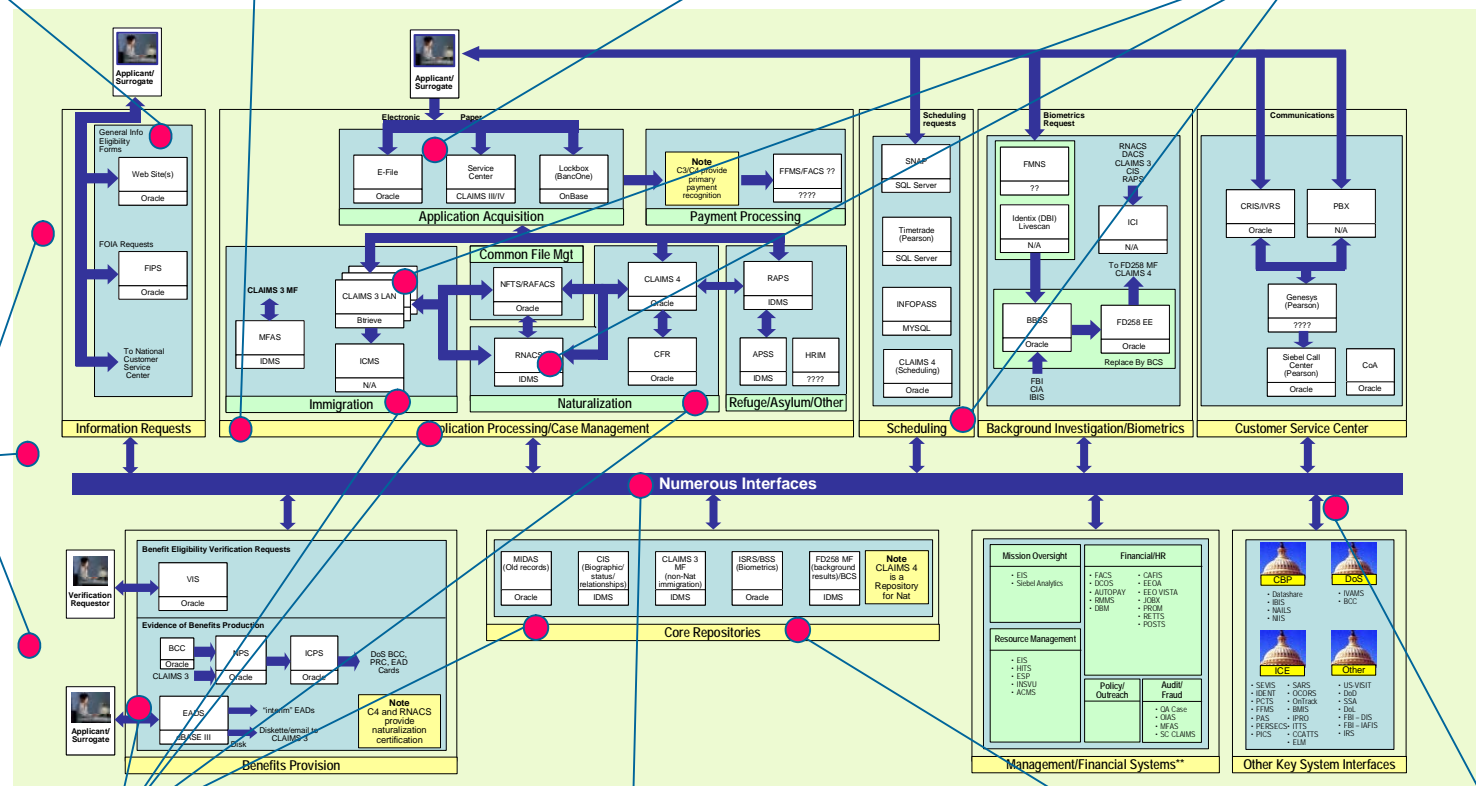 Applicant/
Surrogate
Applicant/
Surrogate
General Info
Eligibility
Forms
Web Site(s)
Oracle
FOIA Requests
FIPS
Oracle
To National
Customer
Service
Center
Information Requests
Electronic
Paper
E-File
Oracle
Service
Center
CLAIMS III/IV
Lockbox
(BancOne)
OnBase
Application Acquisition
Note
C3/C4 provide
primary
payment
recognition
FFMS/FACS ??
????
Payment Processing
CLAIMS 3 MF
MFAS
IDMS
CLAIMS 3 LAN
Btrieve
ICMS
N/A
Immigration
Common File Mgt
NFTS/RAFACS
Oracle
RNACS
IDMS
CLAIMS 4
Oracle
CFR
Oracle
Naturalization
RAPS
IDMS
APSS
IDMS
HRIM
????
Refuge/Asylum/Other
Application Processing/Case Management
Scheduling
requests
SNAP
SQL Server
Timetrade
(Pearson)
SQL Server
INFOPASS
MYSQL
CLAIMS 4
(Scheduling)
Oracle
Scheduling
Biometrics
Request
FMNS
??
Identix (DBI)
Livescan
N/A
RNACS
DACS
CLAIMS 3
CIS
RAPS
ICI
N/A
To FD258 MF
CLAIMS 4
BBSS
Oracle
FD258 EE
Oracle
Replace By BCS
FBI
CIA
IBIS
Background Investigation/Biometrics
Communications
CRIS/IVRS
Oracle
PBX
N/A
Genesys
(Pearson)
????
Siebel Call
Center
(Pearson)
Oracle
CoA
Oracle
Customer Service Center
Numerous Interfaces
Verification
Requestor
Benefit Eligibility Verification Requests
VIS
Oracle
Evidence of Benefits Production
BCC
Oracle
CLAIMS 3
NPS
Oracle
ICPS
Oracle
DoS BCC,
PRC, EAD
Cards
Applicant/
Surrogate
EADS
dBASE III
"interim" EADs
Diskette/email to
CLAIMS 3
Disk
Note
C4 and RNACS
provide
naturalization
certification
Benefits Provision
MIDAS
(Old records)
Oracle
CIS
(Biographic/
status/
relationships)
IDMS
CLAIMS 3
MF
(non-Nat
immigration)
IDMS
ISRS/BSS
(Biometrics)
Oracle
FD258 MF
(background
results)/BCS
IDMS
Note
CLAIMS 4
is a
Repository
for Nat
Core Repositories
Mission Oversight
• EIS
• Siebel Analytics
Financial/HR
• FACS
• DCOS
• AUTOPAY
• RMMS
• DBM
• CAFIS
• EEOA
• EEO VISTA
• JOBX
• PROM
• RETTS
• POSTS
Resource Management
• EIS
• HITS
• ESP
• INSVU
• ACMS
Policy/
Outreach
Audit/
Fraud
• QA Case
• OIAS
• MFAS
• SC CLAIMS
Management/Financial Systems**
CBP
• Datashare
• IBIS
• NAILS
• NIIS
DoS
• IVAMS
• BCC
ICE
• SEVIS
• IDENT
• PCTS
• FFMS
• PAS
• PERSECS
• PICS
• SARS
• OCORS
• OnTrack
• BMIS
• IPRO
• ITTS
• CCATTS
• ELM
Other
• US-VISIT
• DoD
• SSA
• DoL
• FBI – DIS
• FBI – IAFIS
• IRS
Other Key System Interfaces